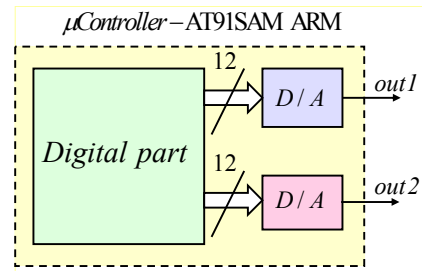 μController – AT91SAM ARM
12
D / A
out1
Digital part
12
D / A
out2